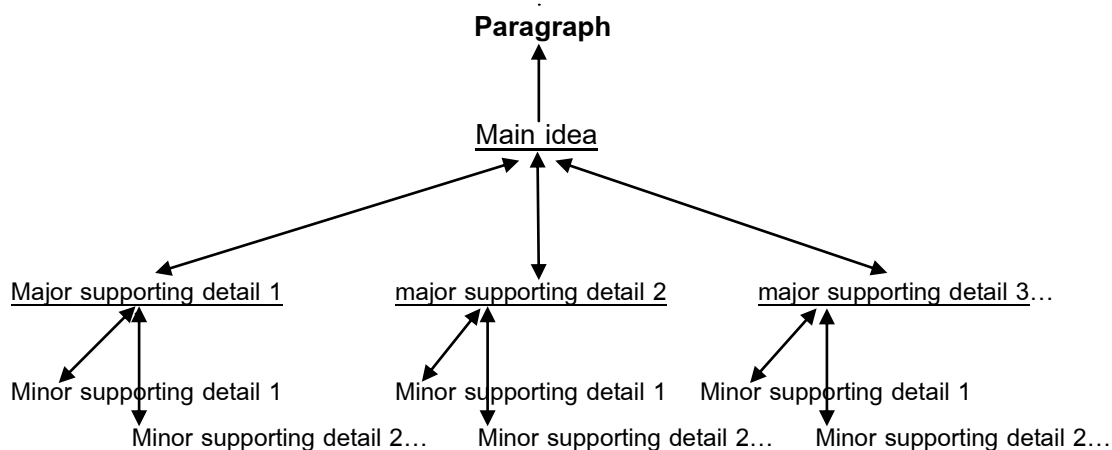 Paragraph
Main idea
Major supporting detail 1 major supporting detail 2 major supporting detail 3…
Minor supporting detail 1 Minor supporting detail 1 Minor supporting detail 1
Minor supporting detail 2… Minor supporting detail 2… Minor supporting detail 2…